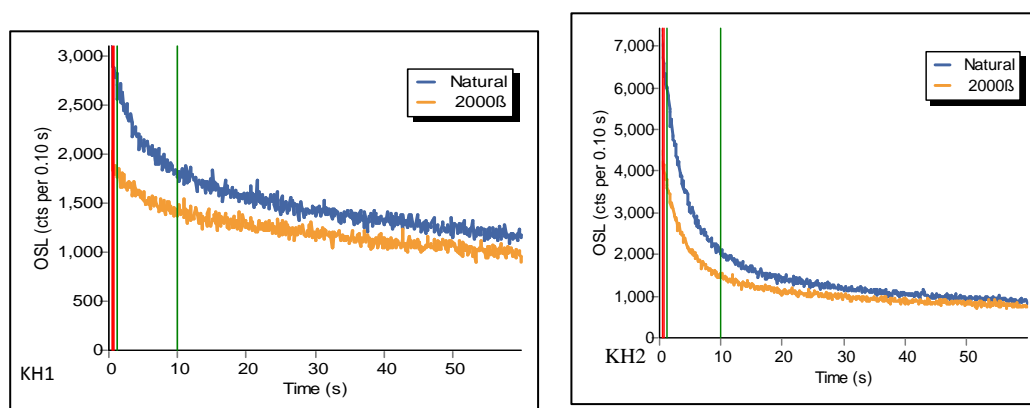 3,000
2,500
2,000
1,500
1,000
500
0
OSL (cts per 0.10 s)
Natural
2000ß
0 10 20 30 40 50
Time (s)
KH1
7,000
6,000
5,000
4,000
3,000
2,000
1,000
0
OSL (cts per 0.10 s)
Natural
2000ß
0 10 20 30 40 50
Time (s)
KH2